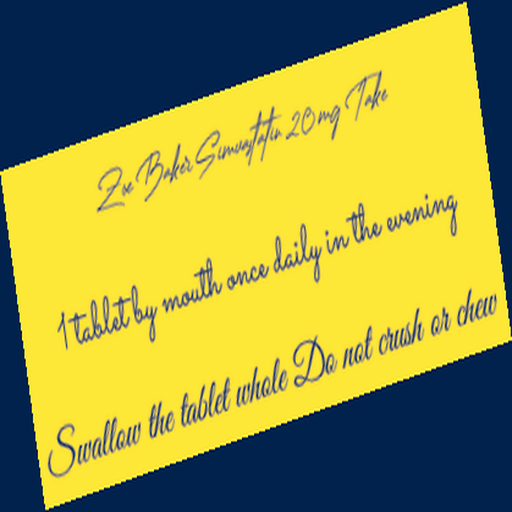 Zoe Baker Simvastatin 20 mg Take
1 tablet by mouth once daily in the evening
Swallow the tablet whole Do not crush or chew